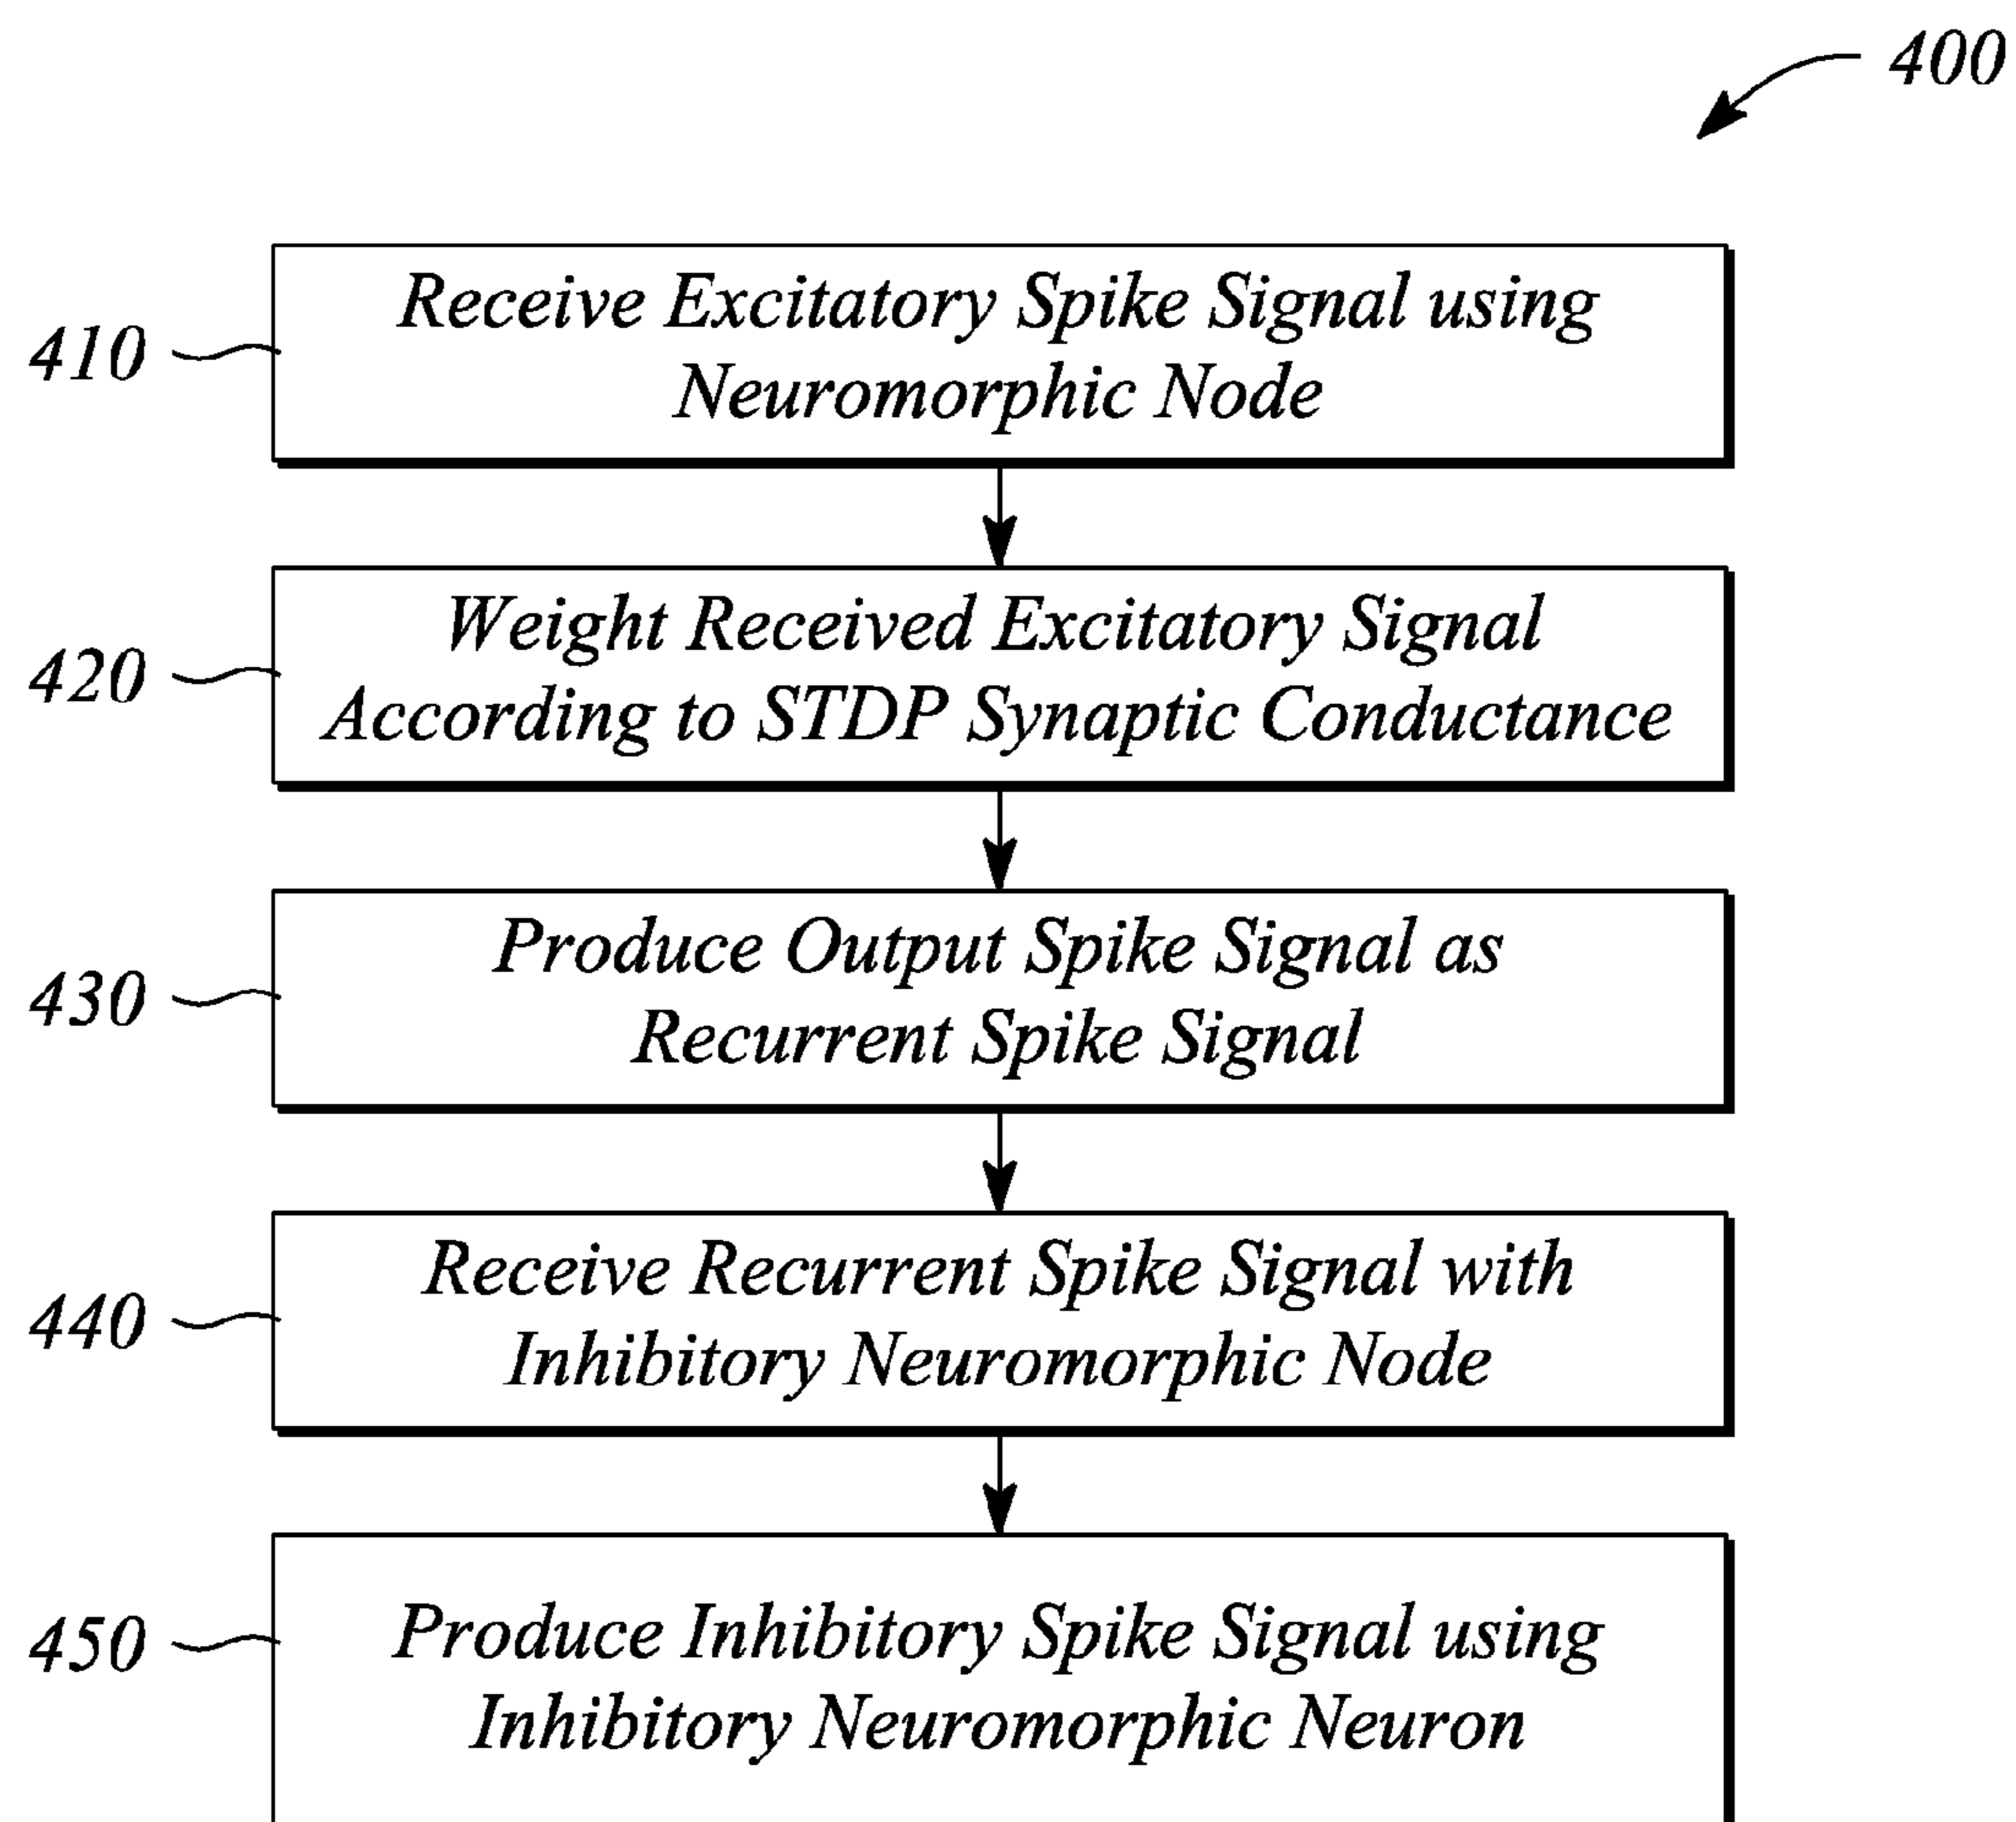 400
410
Receive Excitatory Spike Signal using
Neuromorphic Node
420
Weight Received Excitatory Signal
According to STDP Synaptic Conductance
430
Produce Output Spike Signal as
Recurrent Spike Signal
440
Receive Recurrent Spike Signal with
Inhibitory Neuromorphic Node
450
Produce Inhibitory Spike Signal using
Inhibitory Neuromorphic Neuron